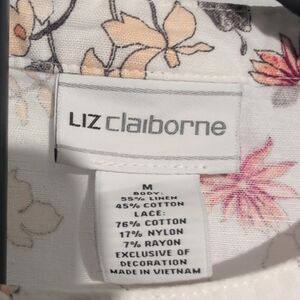 LIZ claiborne
M
BODY:
55% LINEN
45% COTTON
LACE:
76% COTTON
17% NYLON
7% RAYON
EXCLUSIVE OF
DECORATION
MADE IN VIETNAM